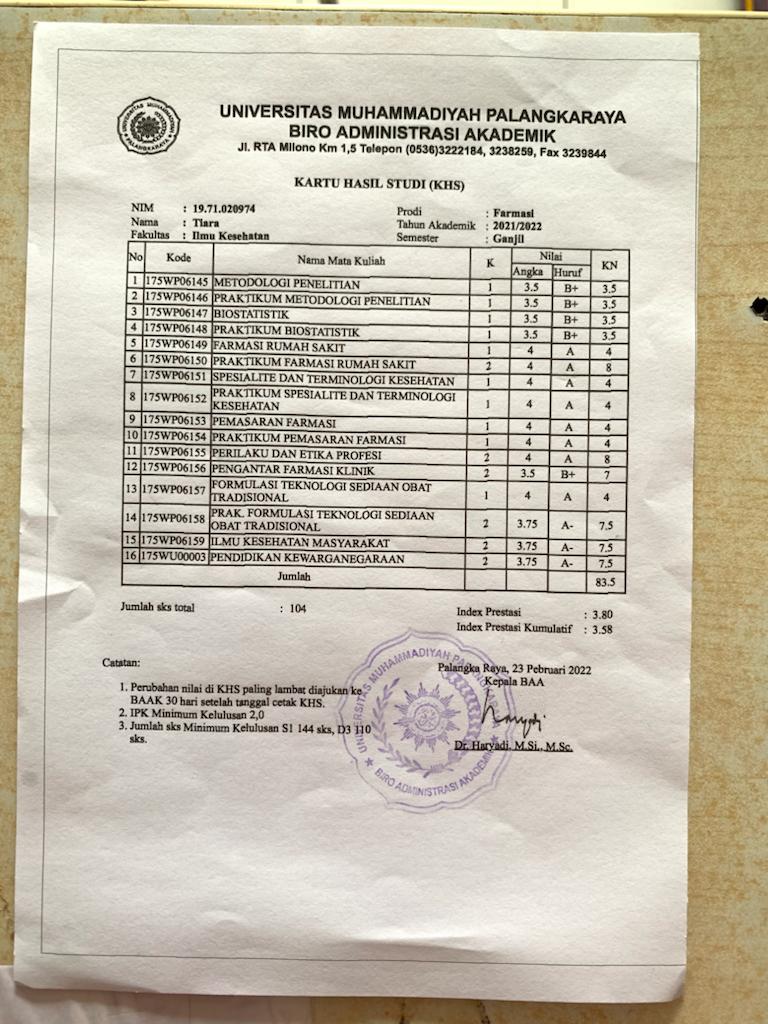 UNIVERSITAS MUHAMMADIYAH PALANGKARAYA
BIRO ADMINISTRASI AKADEMIK
Jl. RTA Milono Km 1,5 Telepon (0536)3222184, 3238259, Fax 3239844
KARTU HASIL STUDI (KHS)
NIM : 19.71.020974
Nama : Tiara
Fakultas : Ilmu Kesehatan
Prodi : Farmasi
Tahun Akademik : 2021/2022
Semester : Ganjil
No Kode Nama Mata Kuliah K Nilai KN
Angka Huruf
1 175WP06145 METODOLOGI PENELITIAN 1 3.5 B+ 3.5
2 175WP06146 PRAKTIKUM METODOLOGI PENELITIAN 1 3.5 B+ 3.5
3 175WP06147 BIOSTATISTIK 1 3.5 B+ 3.5
4 175WP06148 PRAKTIKUM BIOSTATISTIK 1 3.5 B+ 3.5
5 175WP06149 FARMASI RUMAH SAKIT 1 4 A 4
6 175WP06150 PRAKTIKUM FARMASI RUMAH SAKIT 2 4 A 8
7 175WP06151 SPESIALITE DAN TERMINOLOGI KESEHATAN 1 4 A 4
8 175WP06152 PRAKTIKUM SPESIALITE DAN TERMINOLOGI
KESEHATAN 1 4 A 4
9 175WP06153 PEMASARAN FARMASI 1 4 A 4
10 175WP06154 PRAKTIKUM PEMASARAN FARMASI 1 4 A 4
11 175WP06155 PERILAKU DAN ETIKA PROFESI 2 4 A 8
12 175WP06156 PENGANTAR FARMASI KLINIK 2 3.5 B+ 7
13 175WP06157 FORMULASI TEKNOLOGI SEDIAAN OBAT
TRADISIONAL 1 4 A 4
14 175WP06158 PRAK. FORMULASI TEKNOLOGI SEDIAAN
OBAT TRADISIONAL 2 3.75 A- 7.5
15 175WP06159 ILMU KESEHATAN MASYARAKAT 2 3.75 A- 7.5
16 175WU00003 PENDIDIKAN KEWARGANEGARAAN 2 3.75 A- 7.5
Jumlah 83.5
Jumlah sks total : 104
Index Prestasi : 3.80
Index Prestasi Kumulatif : 3.58
Catatan:
1. Perubahan nilai di KHS paling lambat diajukan ke
BAAK 30 hari setelah tanggal cetak KHS.
2. IPK Minimum Kelulusan 2,0
3. Jumlah sks Minimum Kelulusan S1 144 sks, D3 110
sks.
Palangka Raya, 23 Pebruari 2022
Kepala BAA
Haryadi
Dr. Haryadi, M.Si., M.Sc.
UNIVERSITAS MUHAMMADIYAH PALANGKARAYA
BIRO ADMINISTRASI AKADEMIK
UNIVERSITAS MUHAMMADIYAH
PALANGKARAYA